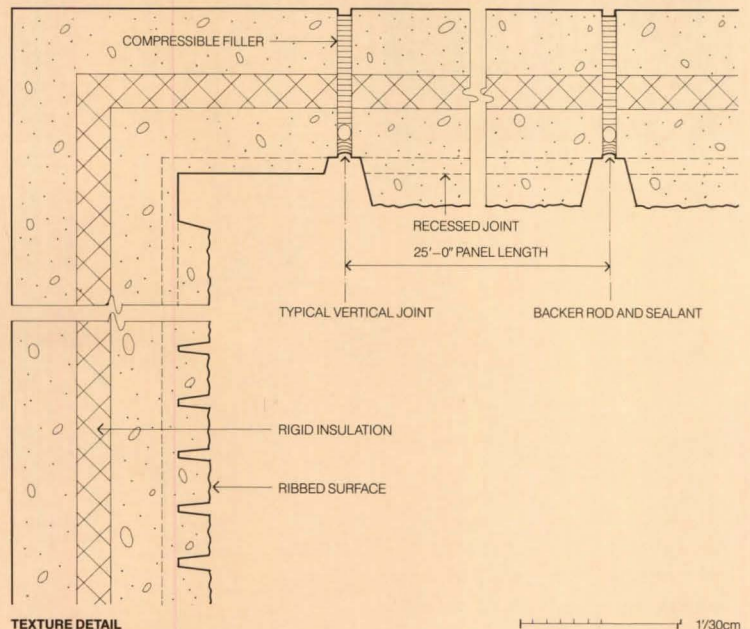 COMPRESSIBLE FILLER
RECESSED JOINT
25'–0" PANEL LENGTH
TYPICAL VERTICAL JOINT
BACKER ROD AND SEALANT
RIGID INSULATION
RIBBED SURFACE
TEXTURE DETAIL
1'/30cm